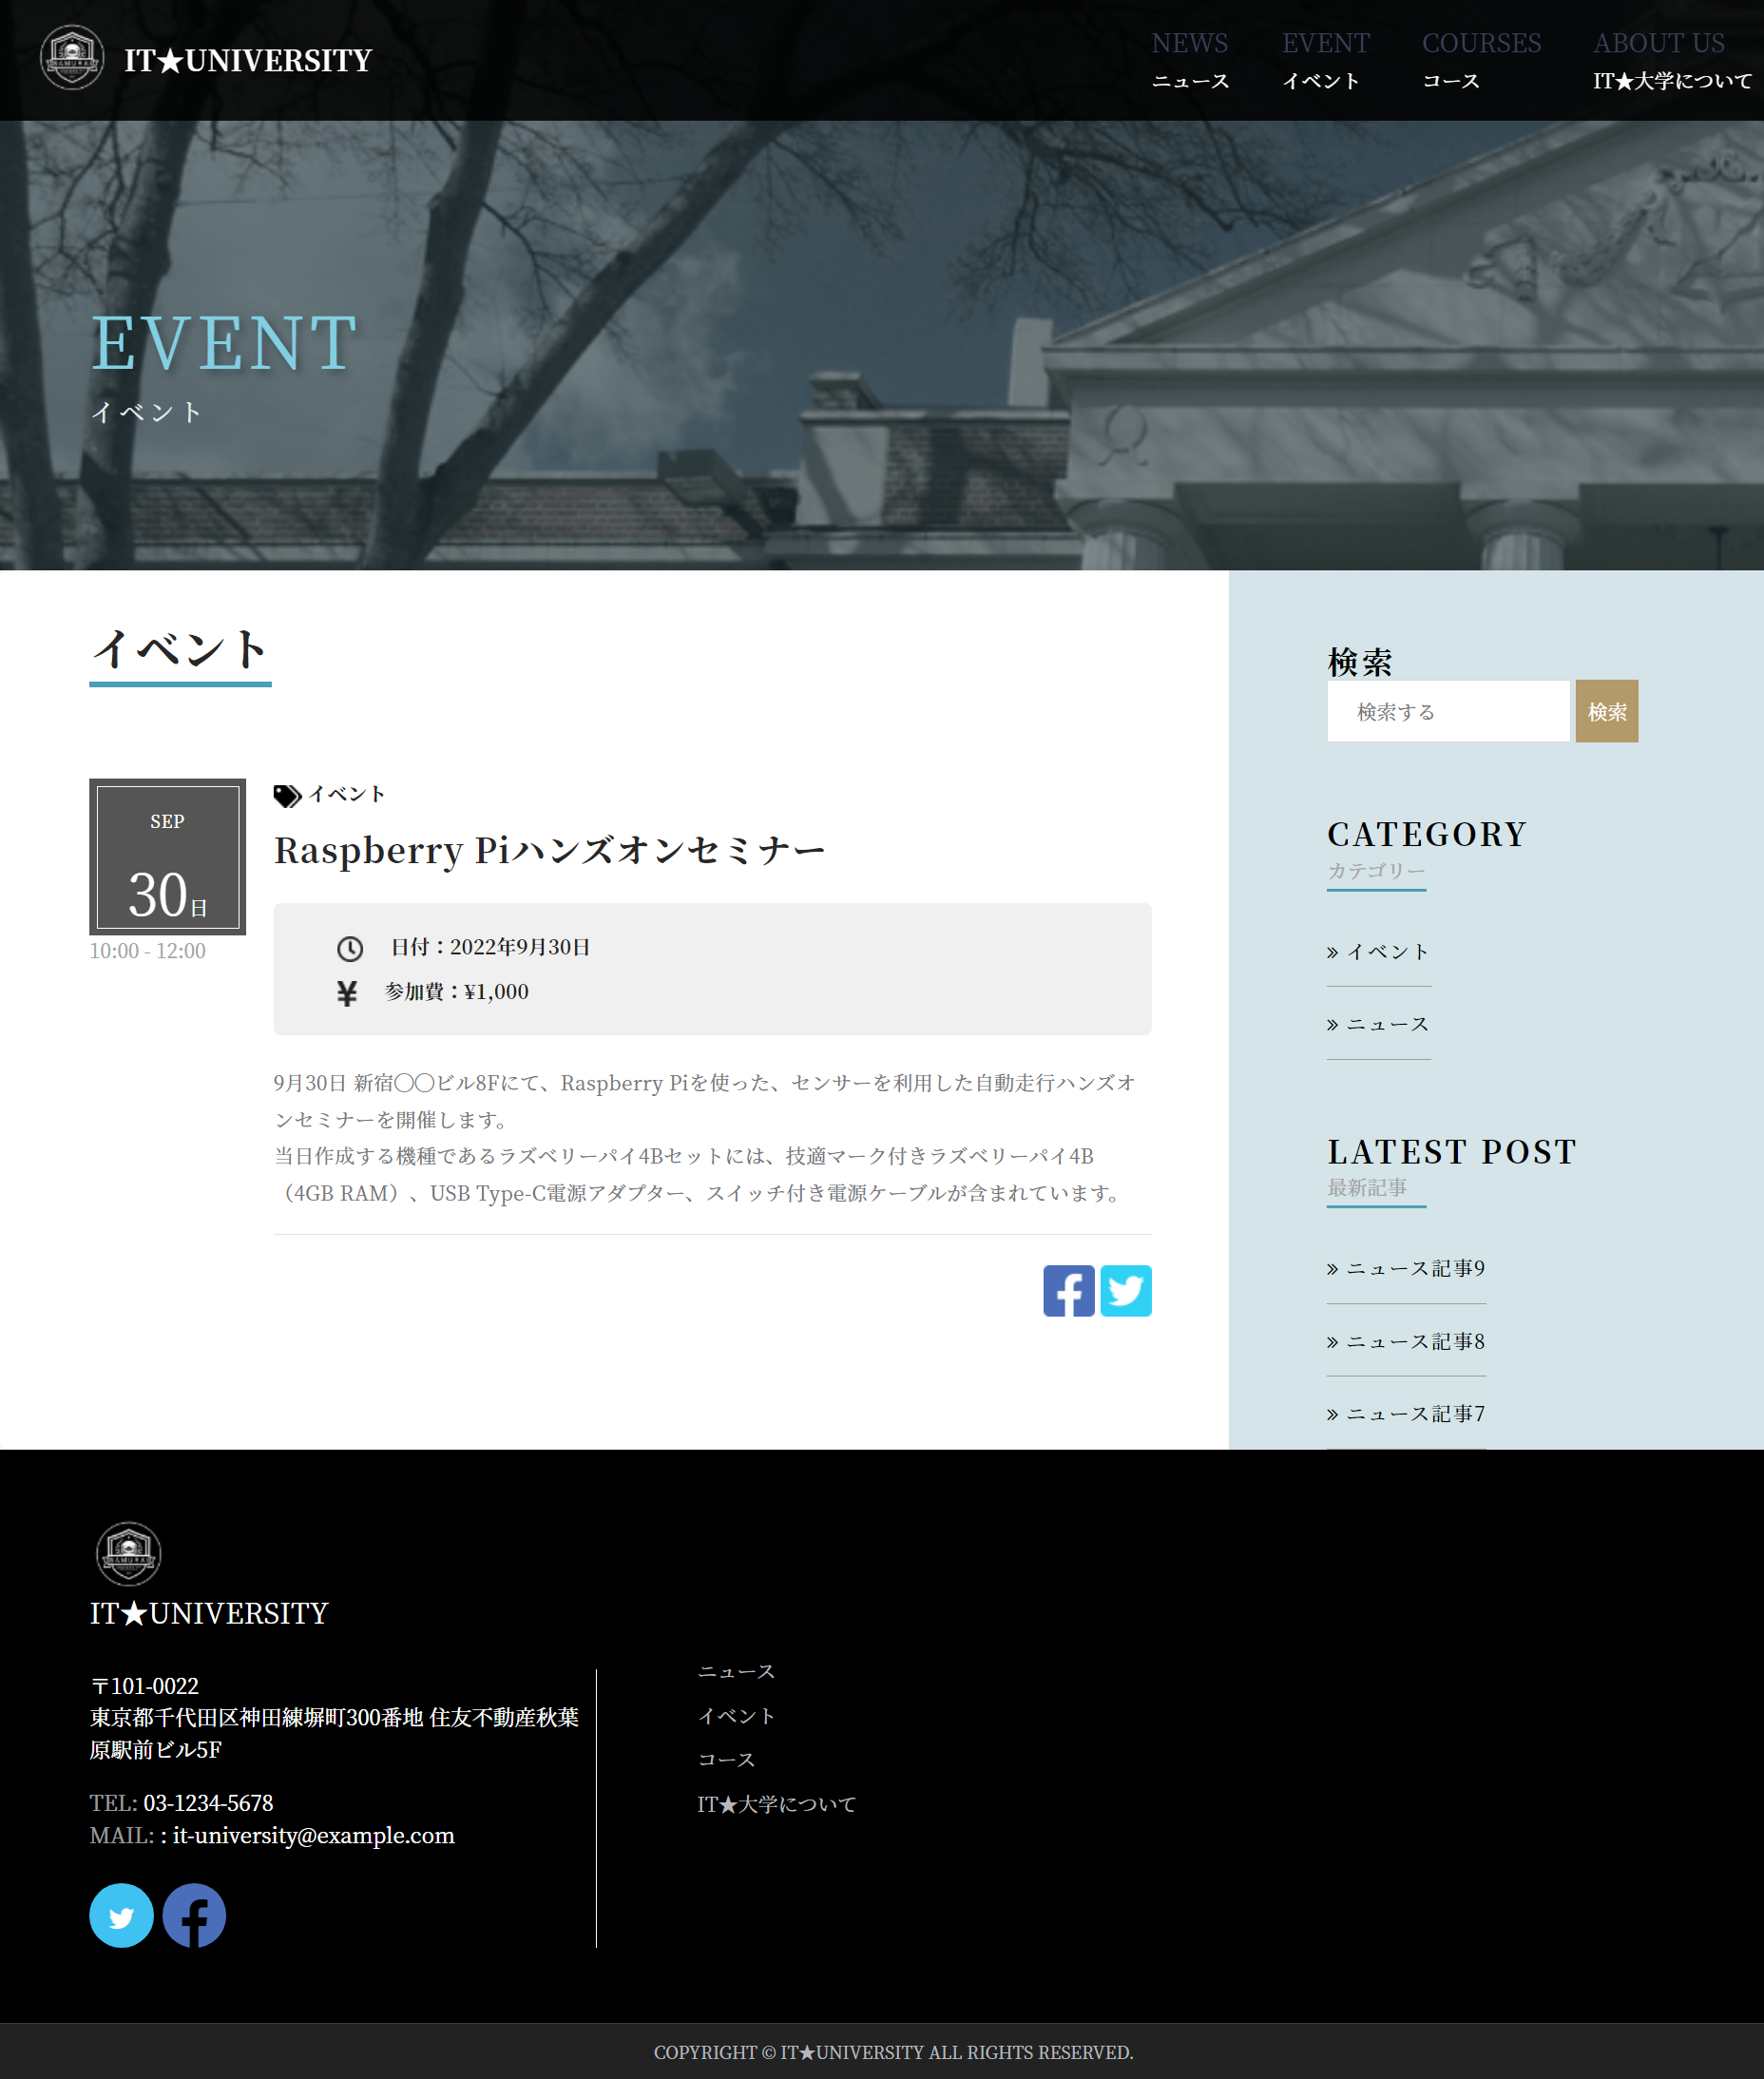 IT★UNIVERSITY
NEWS
ニュース
EVENT
イベント
COURSES
コース
ABOUT US
IT★大学について
EVENT
イベント
イベント
SEP
30日
10:00 - 12:00
イベント
Raspberry Piハンズオンセミナー
日付：2022年9月30日
参加費：¥1,000
9月30日 新宿◯◯ビル8Fにて、Raspberry Piを使った、センサーを利用した自動走行ハンズオ
ンセミナーを開催します。
当日作成する機種であるラズベリーパイ4Bセットには、技適マーク付きラズベリーパイ4B
（4GB RAM）、USB Type-C電源アダプター、スイッチ付き電源ケーブルが含まれています。
検索
検索する
検索
CATEGORY
カテゴリー
» イベント
» ニュース
LATEST POST
最新記事
» ニュース記事9
» ニュース記事8
» ニュース記事7
SAMURAI
IT★UNIVERSITY
〒101-0022
東京都千代田区神田練塀町300番地 住友不動産秋葉
原駅前ビル5F
TEL: 03-1234-5678
MAIL: : it-university@example.com
ニュース
イベント
コース
IT★大学について
COPYRIGHT © IT★UNIVERSITY ALL RIGHTS RESERVED.